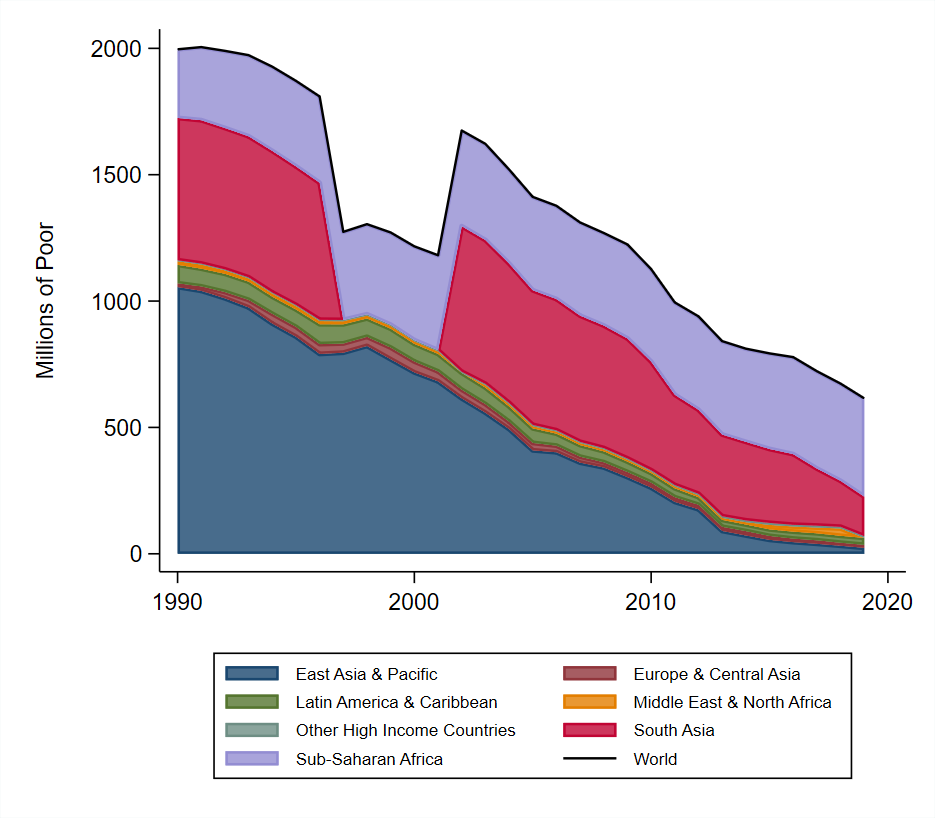 Millions of Poor
2000
1500
1000
500
0
1990 2000 2010 2020
East Asia & Pacific Europe & Central Asia
Latin America & Caribbean Middle East & North Africa
Other High Income Countries South Asia
Sub-Saharan Africa World